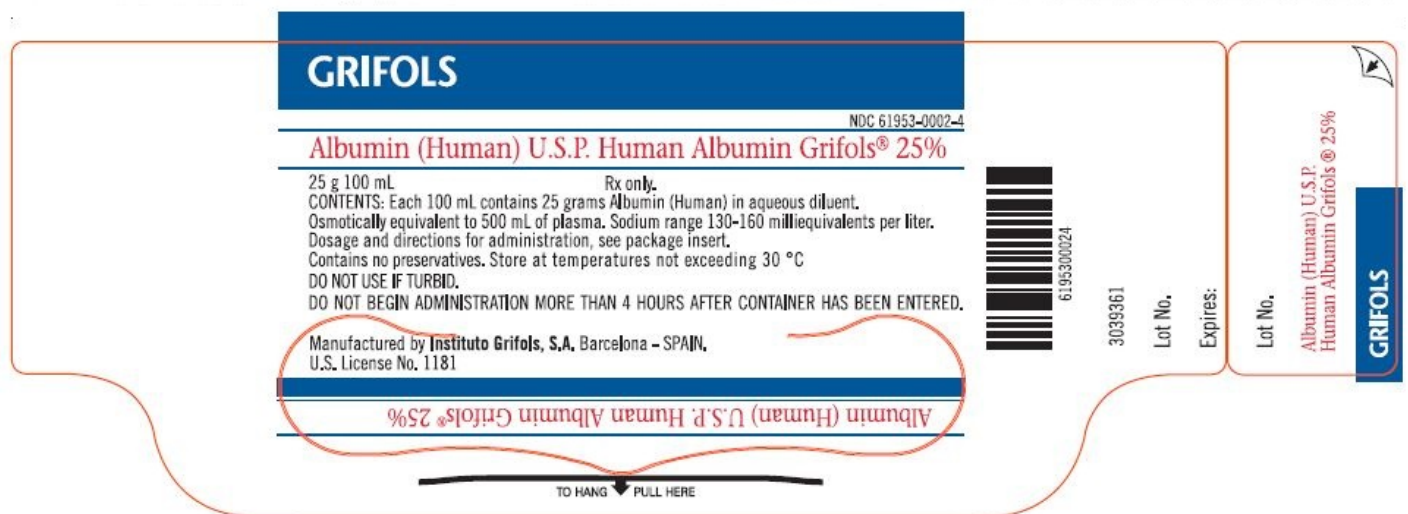 GRIFOLS
NDC 61953-0002-4
Albumin (Human) U.S.P. Human Albumin Grifols® 25%
25 g 100 mL Rx only.
CONTENTS: Each 100 mL contains 25 grams Albumin (Human) in aqueous diluent.
Osmotically equivalent to 500 mL of plasma. Sodium range 130-160 milliequivalents per liter.
Dosage and directions for administration, see package insert.
Contains no preservatives. Store at temperatures not exceeding 30 °C
DO NOT USE IF TURBID.
DO NOT BEGIN ADMINISTRATION MORE THAN 4 HOURS AFTER CONTAINER HAS BEEN ENTERED.
Manufactured by Instituto Grifols, S.A. Barcelona - SPAIN.
U.S. License No. 1181
Albumin (Human) U.S.P. Human Albumin Grifols® 25%
TO HANG PULL HERE
6195300024
3039361
Lot No.
Expires:
Lot No.
Albumin (Human) U.S.P.
Human Albumin Grifols ® 25%
GRIFOLS